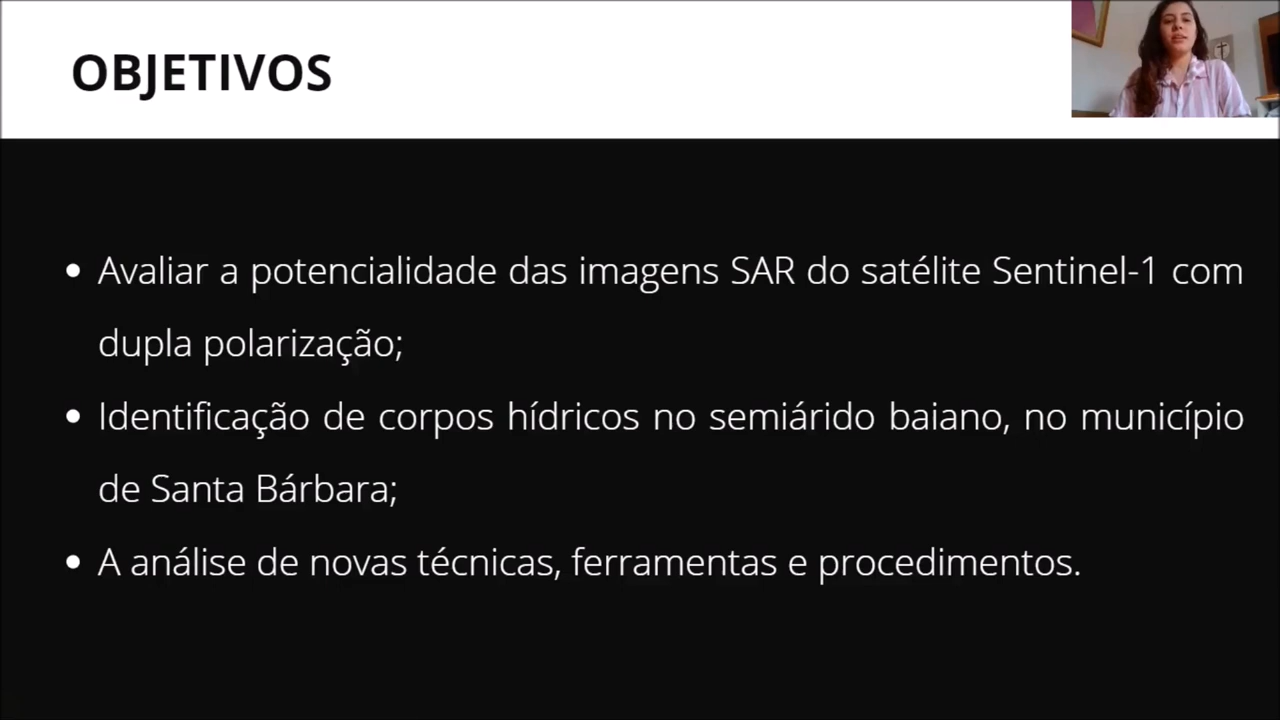 OBJETIVOS
• Avaliar a potencialidade das imagens SAR do satélite Sentinel-1 com
dupla polarização;
• Identificação de corpos hídricos no semiárido baiano, no município
de Santa Bárbara;
• A análise de novas técnicas, ferramentas e procedimentos.